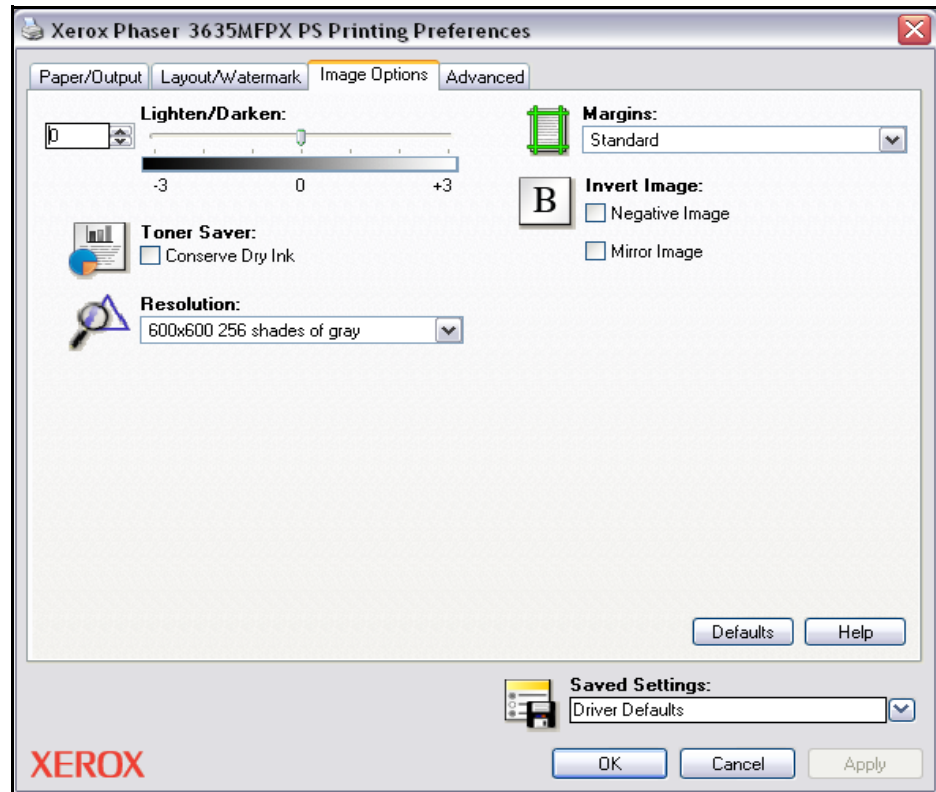 Xerox Phaser 3635MFPX PS Printing Preferences
Paper/Output Layout/Watermark Image Options Advanced
Lighten/Darken:
0
-3 0 +3
Toner Saver:
Conserve Dry Ink
Resolution:
600x600 256 shades of gray
Margins:
Standard
B
Invert Image:
Negative Image
Mirror Image
Defaults Help
Saved Settings:
Driver Defaults
XEROX
OK Cancel Apply